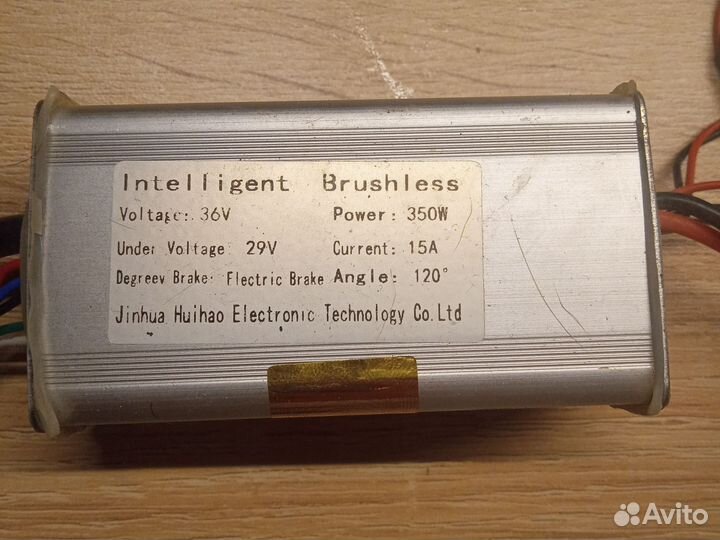 Intelligent Brushless
Voltage: 36V Power: 350W
Under Voltage: 29V Current: 15A
Degreev Brake: Flectric Brake Angle: 120°
Jinhua Huihao Electronic Technology Co.Ltd
Avito